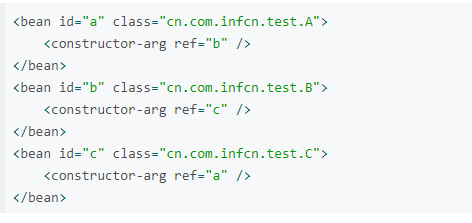 <bean id="a" class="cn.com.infcn.test.A">
    <constructor-arg ref="b" />
</bean>
<bean id="b" class="cn.com.infcn.test.B">
    <constructor-arg ref="c" />
</bean>
<bean id="c" class="cn.com.infcn.test.C">
    <constructor-arg ref="a" />
</bean>